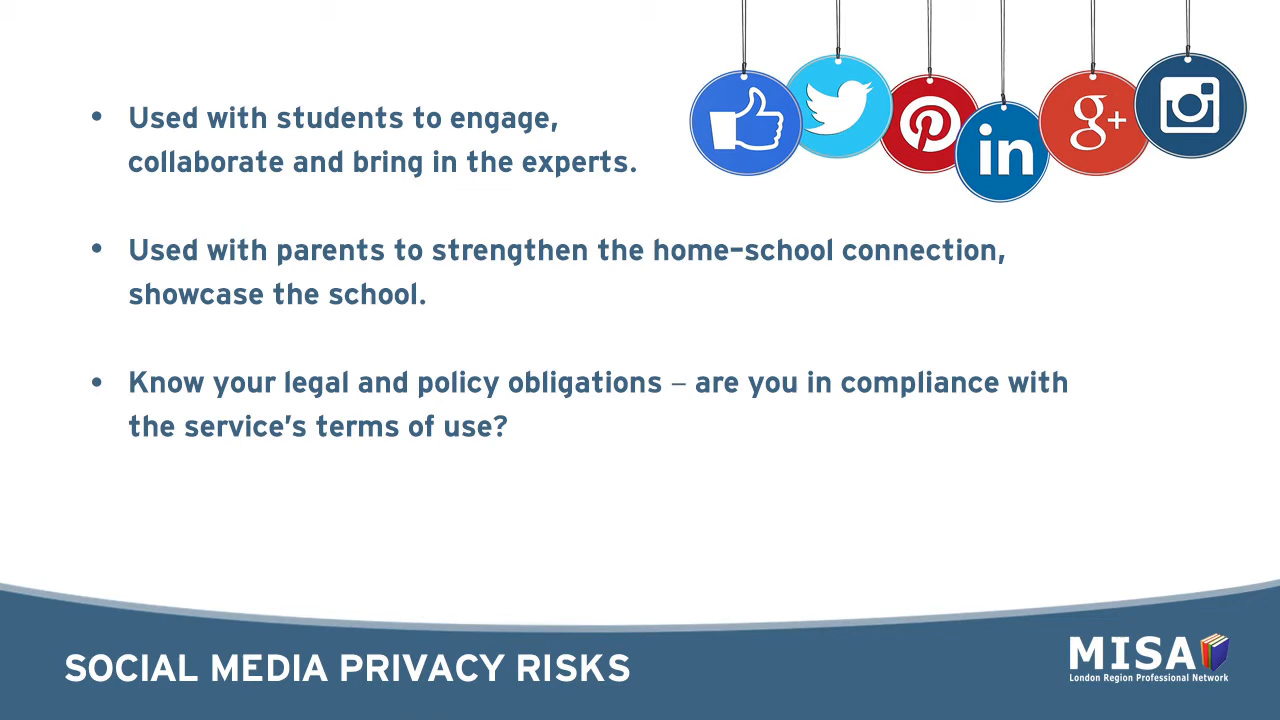 • Used with students to engage,
collaborate and bring in the experts.
• Used with parents to strengthen the home-school connection,
showcase the school.
• Know your legal and policy obligations – are you in compliance with
the service's terms of use?
in
g+
SOCIAL MEDIA PRIVACY RISKS
MISA
London Region Professional Network